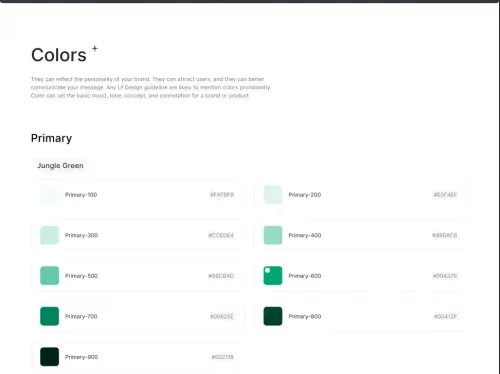 Colors +
They can reflect the personality of your brand. They can attract users, and they can better
communicate your message. Any UI Design guideline are likely to mention colors prominently.
Color can set the basic mood, tone, concept, and connotation for a brand or product.
Primary
Jungle Green
Primary-100
Primary-200
Primary-300
Primary-400
Primary-500
Primary-600
#00A376
Primary-700
Primary-800
Primary-900